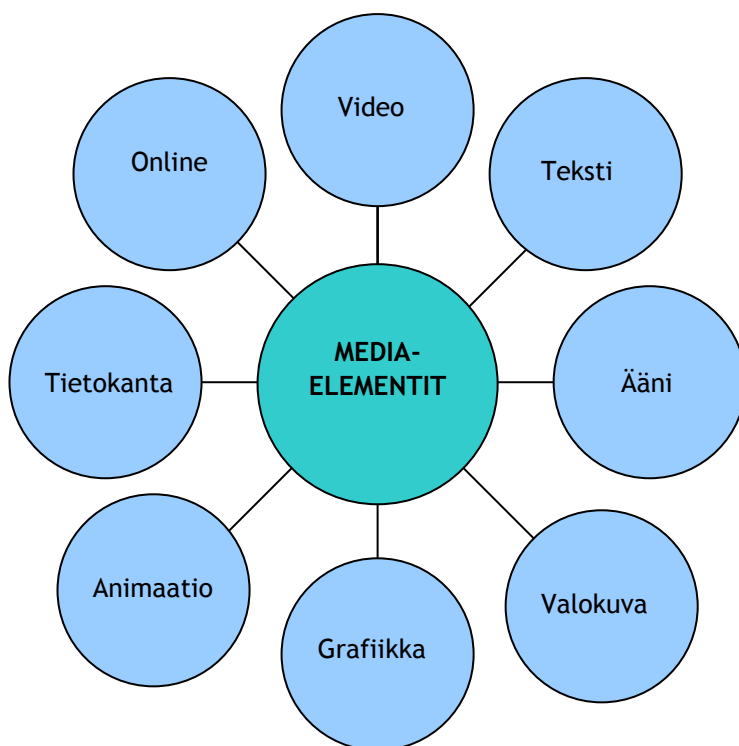 Video
Online
Teksti
MEDIA-
ELEMENTIT
Tietokanta
Ääni
Animaatio
Valokuva
Grafiikka